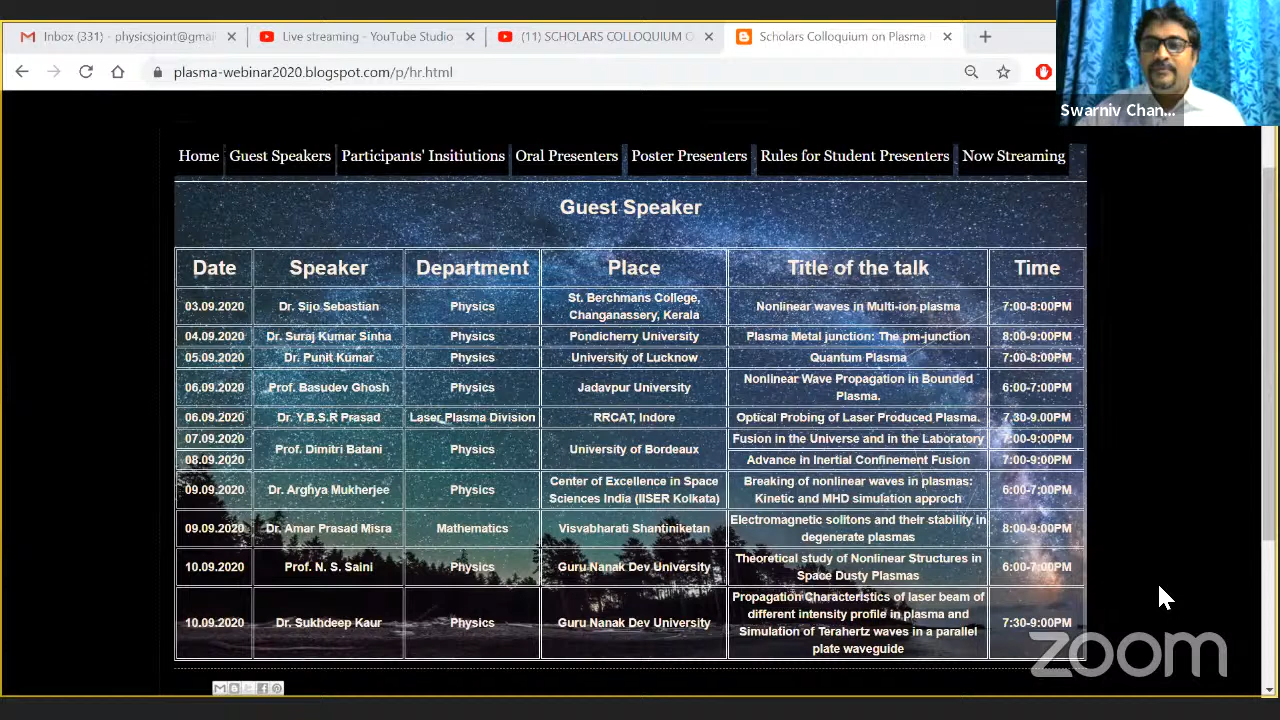 Inbox (331) - physicsjoint@gmai
Live streaming - YouTube Studio
(11) SCHOLARS COLLOQUIUM O
Scholars Colloquium on Plasma
plasma-webinar2020.blogspot.com/p/hr.html
Swarniv Chan...
Home Guest Speakers Participants' Insitiutions Oral Presenters Poster Presenters Rules for Student Presenters Now Streaming
Guest Speaker
Date Speaker Department Place Title of the talk Time
03.09.2020 Dr. Sijo Sebastian Physics St. Berchmans College, Changanassery, Kerala Nonlinear waves in Multi-ion plasma 7:00-8:00PM
04.09.2020 Dr. Suraj Kumar Sinha Physics Pondicherry University Plasma Metal junction: The pm-junction 8:00-9:00PM
05.09.2020 Dr. Punit Kumar Physics University of Lucknow Quantum Plasma 7:00-8:00PM
06.09.2020 Prof. Basudev Ghosh Physics Jadavpur University Nonlinear Wave Propagation in Bounded Plasma. 6:00-7:00PM
06.09.2020 Dr. Y.B.S.R Prasad Laser Plasma Division RRCAT, Indore Optical Probing of Laser Produced Plasma. 7.30-9.00PM
07.09.2020 Prof. Dimitri Batani Physics University of Bordeaux Fusion in the Universe and in the Laboratory 7:00-9:00PM
08.09.2020 Advance in Inertial Confinement Fusion 7:00-9:00PM
09.09.2020 Dr. Arghya Mukherjee Physics Center of Excellence in Space Sciences India (IISER Kolkata) Breaking of nonlinear waves in plasmas: Kinetic and MHD simulation approch 6:00-7:00PM
09.09.2020 Dr. Amar Prasad Misra Mathematics Visvabharati Shantiniketan Electromagnetic solitons and their stability in degenerate plasmas 8:00-9:00PM
10.09.2020 Prof. N. S. Saini Physics Guru Nanak Dev University Theoretical study of Nonlinear Structures in Space Dusty Plasmas 6:00-7:00PM
10.09.2020 Dr. Sukhdeep Kaur Physics Guru Nanak Dev University Propagation Characteristics of laser beam of different intensity profile in plasma and Simulation of Terahertz waves in a parallel plate waveguide 7:30-9:00PM
zoom